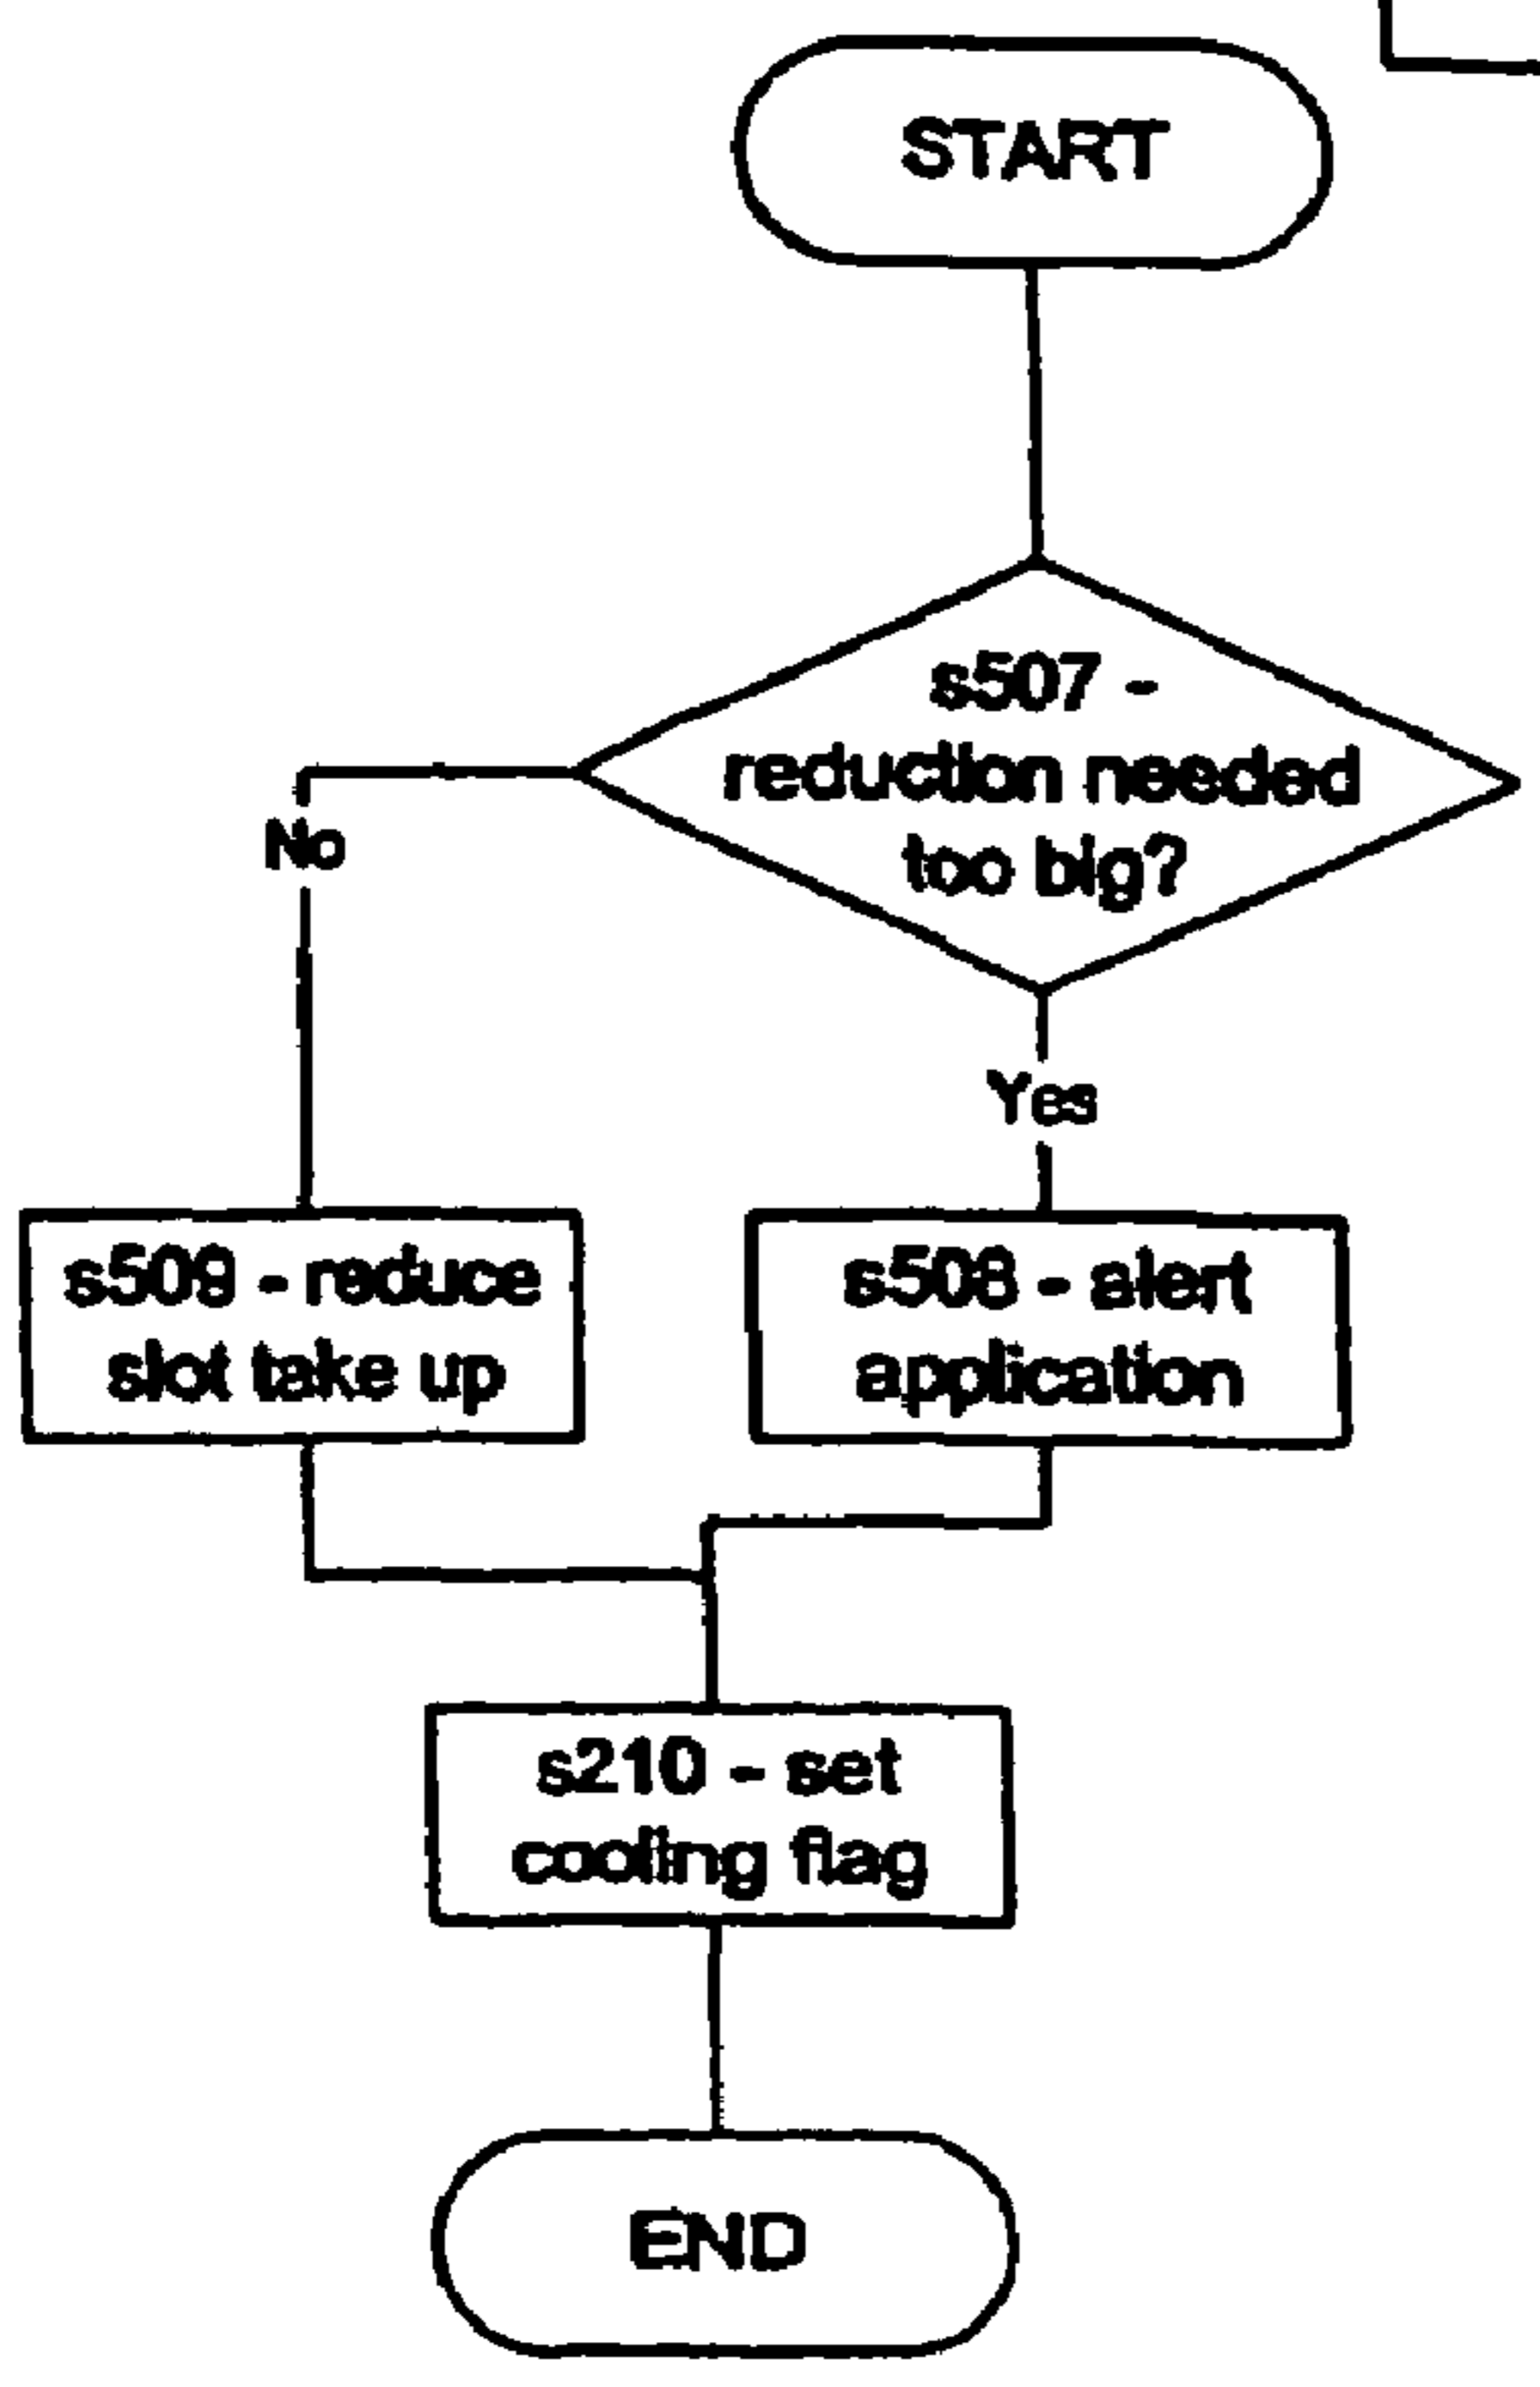 START
s507 -
reduction needed
too big?
No
Yes
s509 - reduce
slot take up
s508 - alert
application
s210 - set
cooling flag
END